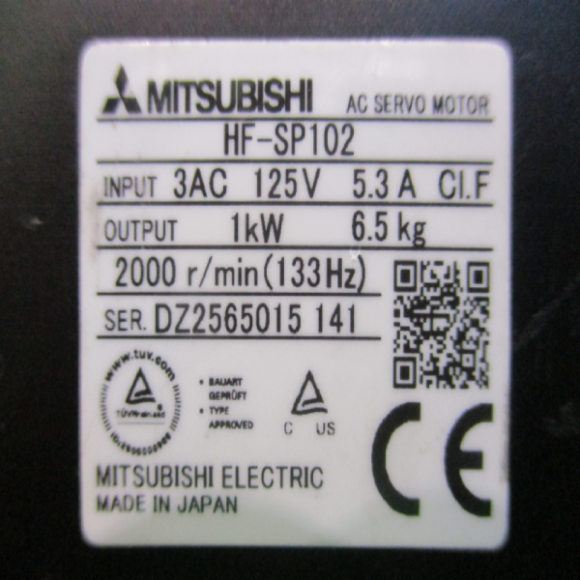 MITSUBISHI AC SERVO MOTOR
HF-SP102
INPUT 3AC 125V 5.3 A CI.F
OUTPUT 1kW 6.5 kg
2000 r/min (133Hz)
SER. DZ2565015 141
www.tuv.com
• BAUART
GEPRÜFT
• TYPE
APPROVED
C US
CE
MITSUBISHI ELECTRIC
MADE IN JAPAN